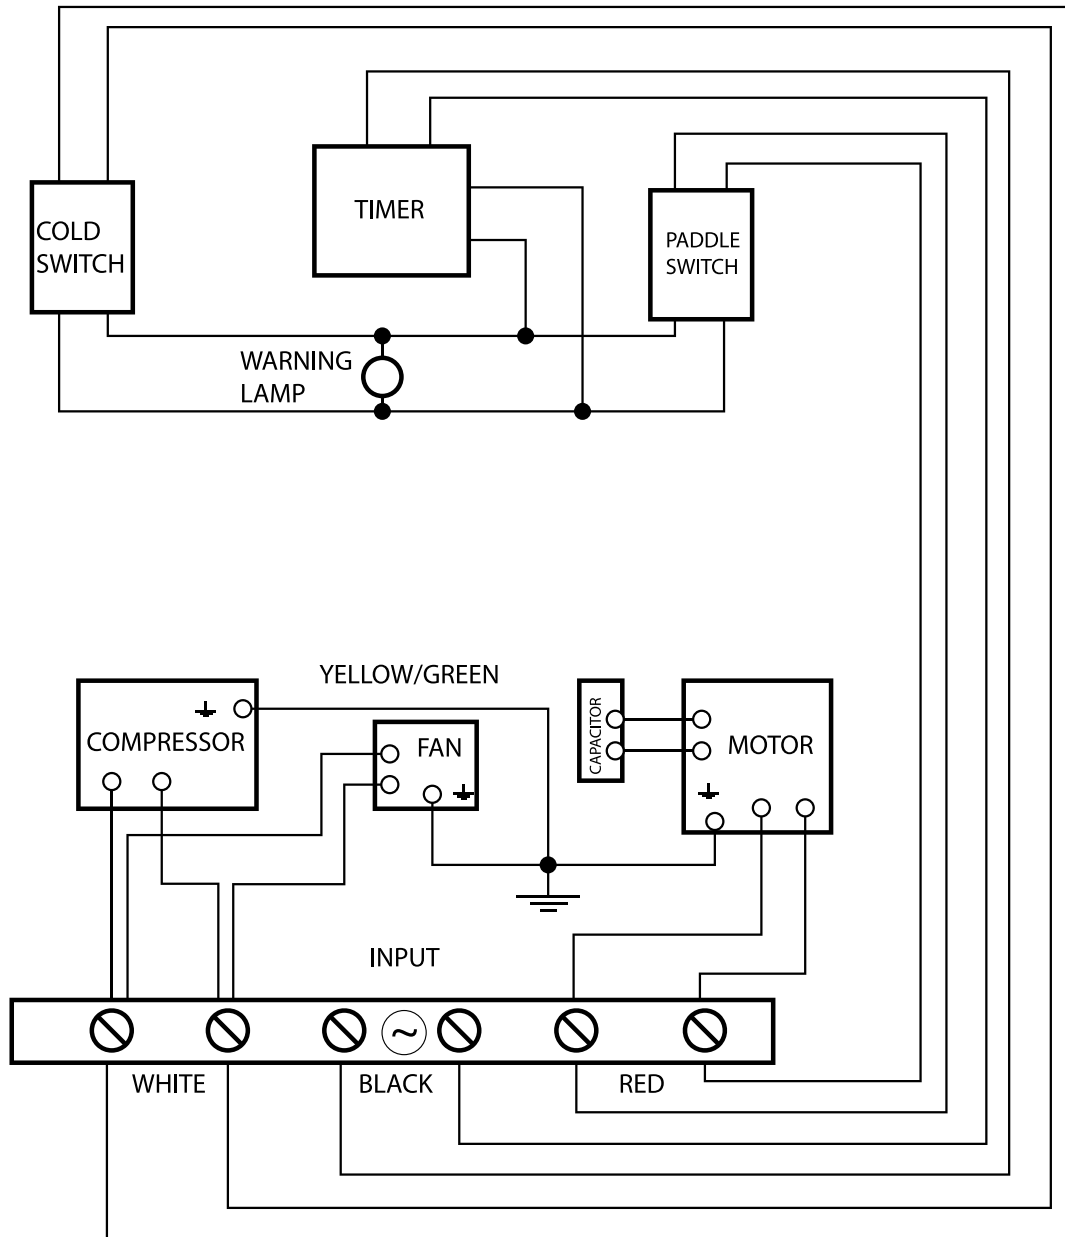 TIMER
COLD
SWITCH
PADDLE
SWITCH
WARNING
LAMP
YELLOW/GREEN
COMPRESSOR
FAN
CAPACITOR
MOTOR
INPUT
~
WHITE
BLACK
RED